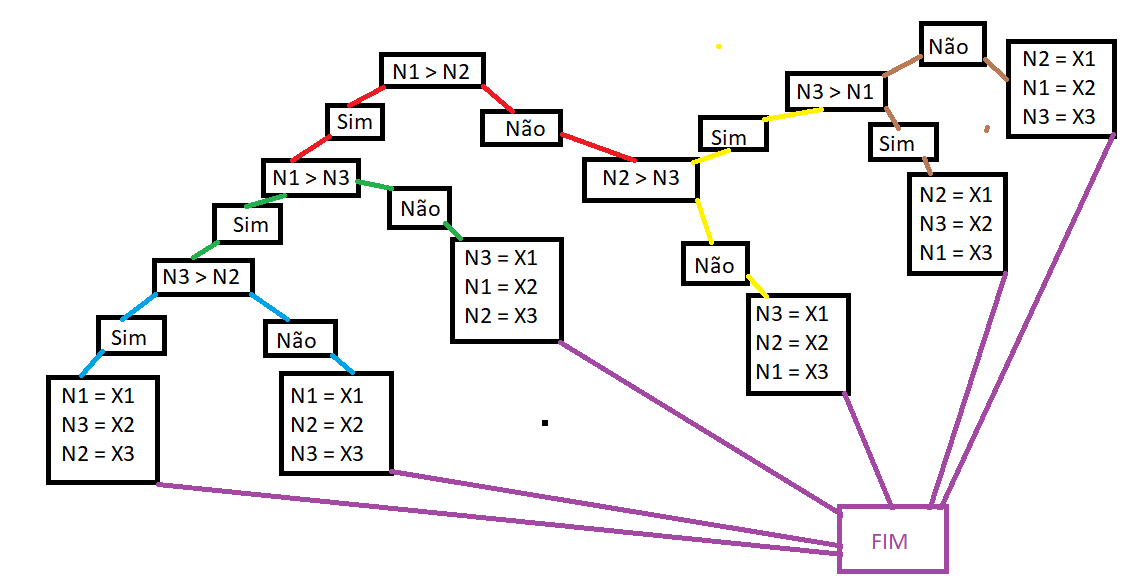 N1 > N2
Sim
Não
N1 > N3
Sim
Não
N3 > N2
Sim
Não
N1 = X1
N3 = X2
N2 = X3
N1 = X1
N2 = X2
N3 = X3
N3 = X1
N1 = X2
N2 = X3
N2 > N3
Sim
Não
N3 = X1
N2 = X2
N1 = X3
N3 > N1
Sim
Não
N2 = X1
N3 = X2
N1 = X3
N2 = X1
N1 = X2
N3 = X3
FIM